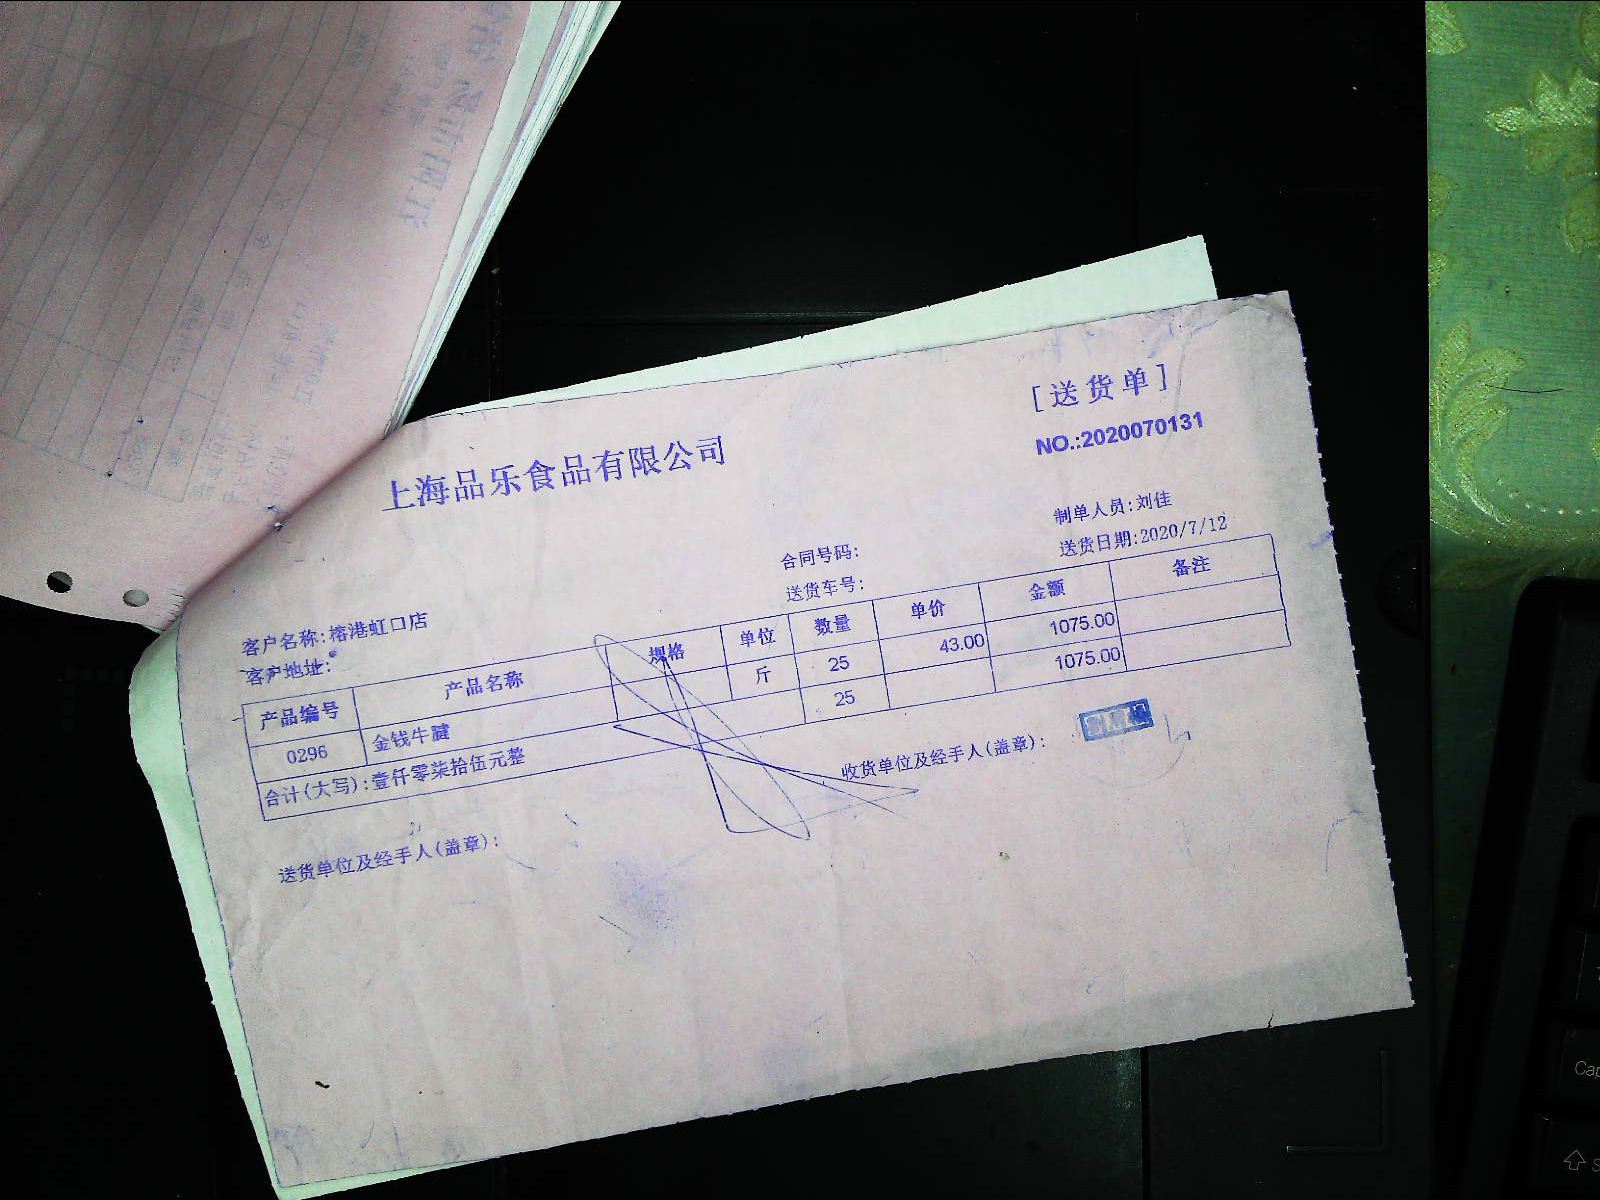 [送货单]
上海品乐食品有限公司
NO.:2020070131
制单人员:刘佳
合同号码:
送货日期:2020/7/12
客户名称:榕港虹口店
送货车号:
客户地址:
产品编号 产品名称 规格 单位 数量 单价 金额 备注
0296 金钱牛腱 斤 25 43.00 1075.00
合计(大写):壹仟零柒拾伍元整 25 1075.00
送货单位及经手人(盖章): 收货单位及经手人(盖章):